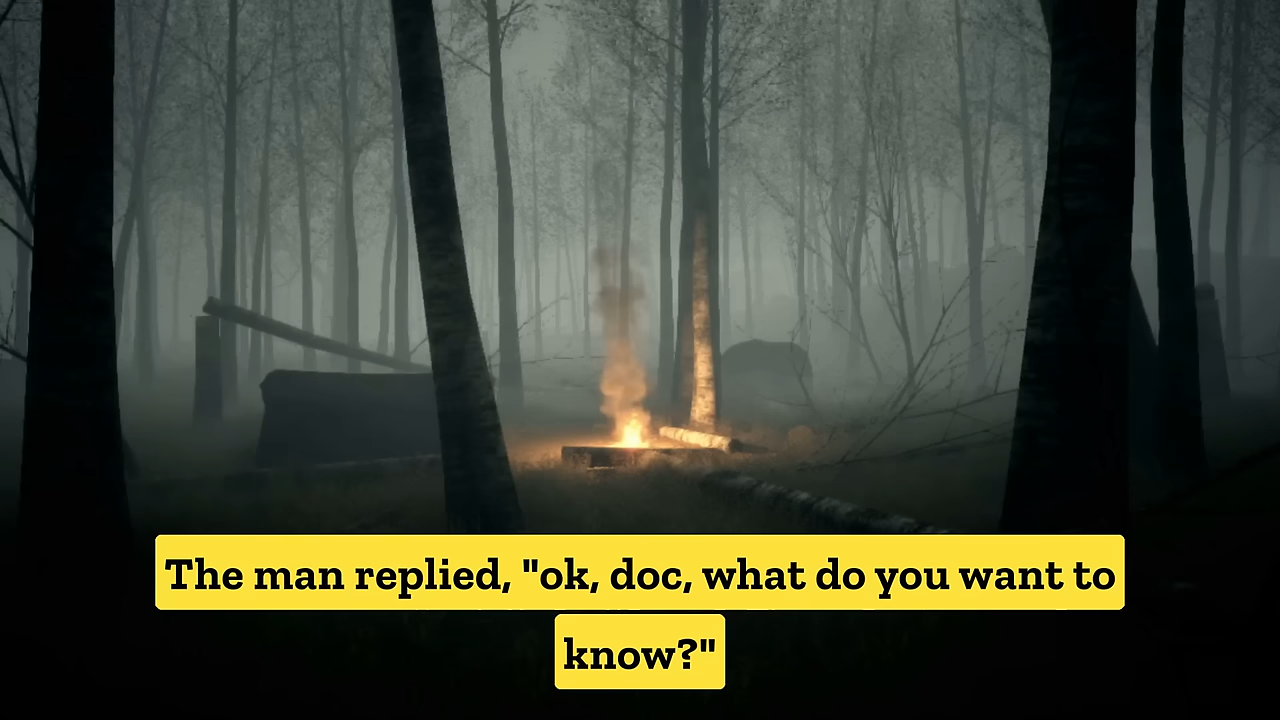 The man replied, "ok, doc, what do you want to
know?"